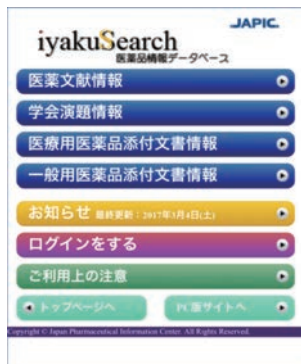 JAPIC
iyakuSearch
医薬品情報データベース
医薬文献情報
学会演題情報
医療用医薬品添付文書情報
一般用医薬品添付文書情報
お知らせ 最終更新:2017年3月4日(土)
ログインをする
ご利用上の注意
トップページへ PC版サイトへ
Copyright © Japan Pharmaceutical Information Center. All Rights Reserved.